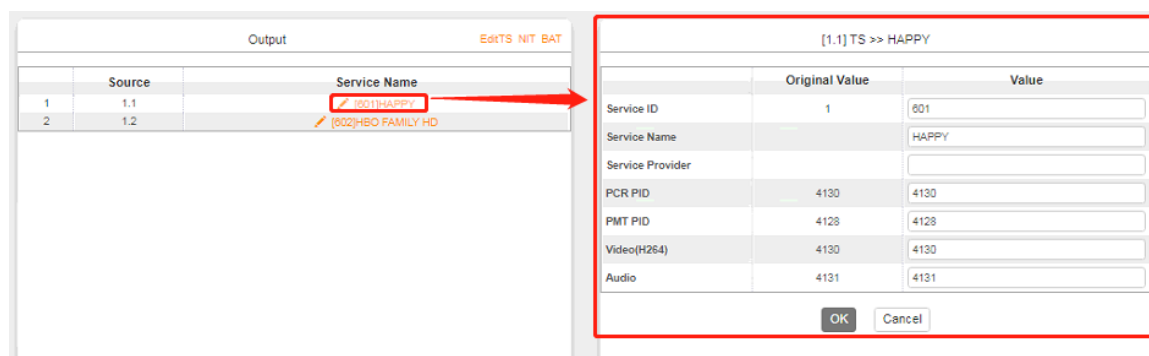 Output EditTS NIT BAT
Source Service Name
1 1.1 [601]HAPPY
2 1.2 [602]HBO FAMILY HD
[1.1] TS >> HAPPY
Original Value Value
Service ID 1 601
Service Name HAPPY
Service Provider
PCR PID 4130 4130
PMT PID 4128 4128
Video(H264) 4130 4130
Audio 4131 4131
OK Cancel